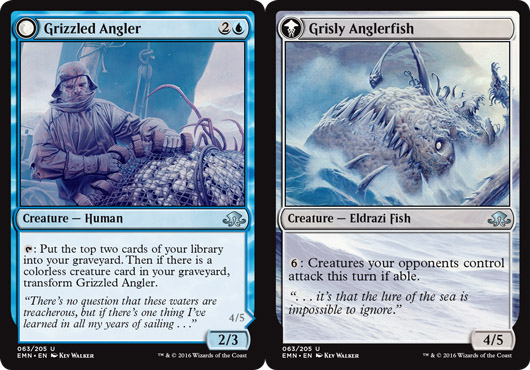 Grizzled Angler 2
Creature — Human
: Put the top two cards of your library
into your graveyard. Then if there is a
colorless creature card in your graveyard,
transform Grizzled Angler.
“There’s no question that these waters are
treacherous, but if there’s one thing I’ve
learned in all my years of sailing . . .”
4/5
2/3
063/205 U
EMN • EN Kev Walker
™ & © 2016 Wizards of the Coast
Grisly Anglerfish
Creature — Eldrazi Fish
6 : Creatures your opponents control
attack this turn if able.
“. . . it’s that the lure of the sea is
impossible to ignore.”
4/5
063/205 U
EMN • EN Kev Walker
™ & © 2016 Wizards of the Coast